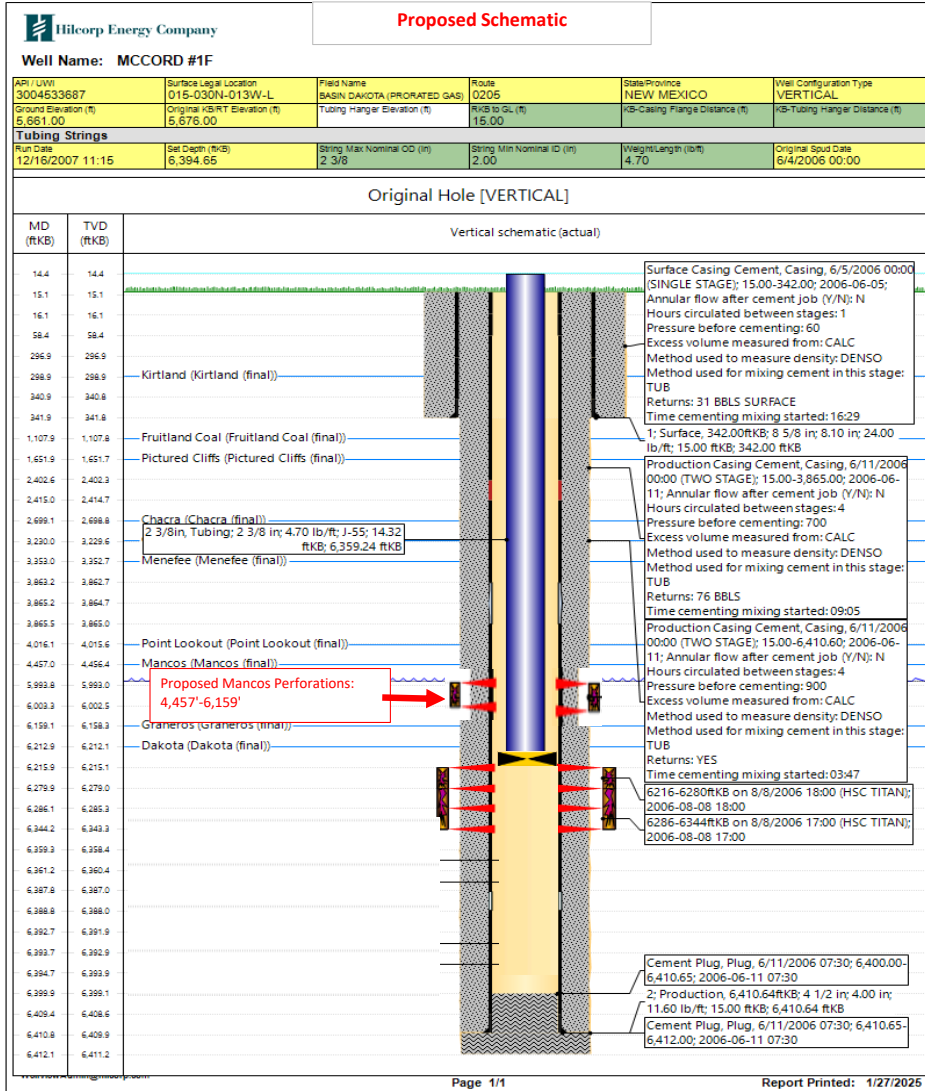 Hilcorp Energy Company
Proposed Schematic
Well Name: MCCORD #1F
API / UWI
3004533687
Surface Legal Location
015-030N-013W-L
Field Name
BASIN DAKOTA (PRORATED GAS)
Route
0205
State/Province
NEW MEXICO
Well Configuration Type
VERTICAL
Ground Elevation (ft)
5,661.00
Original KB/RT Elevation (ft)
5,676.00
Tubing Hanger Elevation (ft)
RKB to GL (ft)
15.00
KB-Casing Flange Distance (ft)
KB-Tubing Hanger Distance (ft)
Tubing Strings
Run Date
12/16/2007 11:15
Set Depth (ftKB)
6,394.65
String Max Nominal OD (in)
2 3/8
String Min Nominal ID (in)
2.00
Weight/Length (lb/ft)
4.70
Original Spud Date
6/4/2006 00:00
Original Hole [VERTICAL]
MD
(ftKB)
TVD
(ftKB)
Vertical schematic (actual)
14.4 14.4
15.1 15.1
16.1 16.1
58.4 58.4
296.9 296.9
298.9 298.9
340.9 340.8
341.9 341.8
1,107.9 1,107.8
1,651.9 1,651.7
2,402.6 2,402.3
2,415.0 2,414.7
2,699.1 2,698.8
3,230.0 3,229.6
3,353.0 3,352.7
3,863.2 3,862.7
3,865.2 3,864.7
3,865.5 3,865.0
4,016.1 4,015.6
4,457.0 4,456.4
5,993.8 5,993.0
6,003.3 6,002.5
6,159.1 6,158.3
6,212.9 6,212.1
6,215.9 6,215.1
6,279.9 6,279.0
6,286.1 6,285.3
6,344.2 6,343.3
6,359.3 6,358.4
6,361.2 6,360.4
6,387.8 6,387.0
6,388.8 6,388.0
6,392.7 6,391.9
6,393.7 6,392.9
6,394.7 6,393.9
6,399.9 6,399.1
6,409.4 6,408.6
6,410.8 6,409.9
6,412.1 6,411.2
Kirtland (Kirtland (final))
Fruitland Coal (Fruitland Coal (final))
Pictured Cliffs (Pictured Cliffs (final))
Chacra (Chacra (final))
2 3/8in, Tubing; 2 3/8 in; 4.70 lb/ft; J-55; 14.32
ftKB; 6,359.24 ftKB
Menefee (Menefee (final))
Point Lookout (Point Lookout (final))
Mancos (Mancos (final))
Proposed Mancos Perforations:
4,457'-6,159'
Graneros (Graneros (final))
Dakota (Dakota (final))
Surface Casing Cement, Casing, 6/5/2006 00:00
(SINGLE STAGE); 15.00-342.00; 2006-06-05;
Annular flow after cement job (Y/N): N
Hours circulated between stages: 1
Pressure before cementing: 60
Excess volume measured from: CALC
Method used to measure density: DENSO
Method used for mixing cement in this stage:
TUB
Returns: 31 BBLS SURFACE
Time cementing mixing started: 16:29
1; Surface, 342.00ftKB; 8 5/8 in; 8.10 in; 24.00
lb/ft; 15.00 ftKB; 342.00 ftKB
Production Casing Cement, Casing, 6/11/2006
00:00 (TWO STAGE); 15.00-3,865.00; 2006-06-
11; Annular flow after cement job (Y/N): N
Hours circulated between stages: 4
Pressure before cementing: 700
Excess volume measured from: CALC
Method used to measure density: DENSO
Method used for mixing cement in this stage:
TUB
Returns: 76 BBLS
Time cementing mixing started: 09:05
Production Casing Cement, Casing, 6/11/2006
00:00 (TWO STAGE); 15.00-6,410.60; 2006-06-
11; Annular flow after cement job (Y/N): N
Hours circulated between stages: 4
Pressure before cementing: 900
Excess volume measured from: CALC
Method used to measure density: DENSO
Method used for mixing cement in this stage:
TUB
Returns: YES
Time cementing mixing started: 03:47
6216-6280ftKB on 8/8/2006 18:00 (HSC TITAN);
2006-08-08 18:00
6286-6344ftKB on 8/8/2006 17:00 (HSC TITAN);
2006-08-08 17:00
Cement Plug, Plug, 6/11/2006 07:30; 6,400.00-
6,410.65; 2006-06-11 07:30
2; Production, 6,410.64ftKB; 4 1/2 in; 4.00 in;
11.60 lb/ft; 15.00 ftKB; 6,410.64 ftKB
Cement Plug, Plug, 6/11/2006 07:30; 6,410.65-
6,412.00; 2006-06-11 07:30
Page 1/1
Report Printed: 1/27/2025